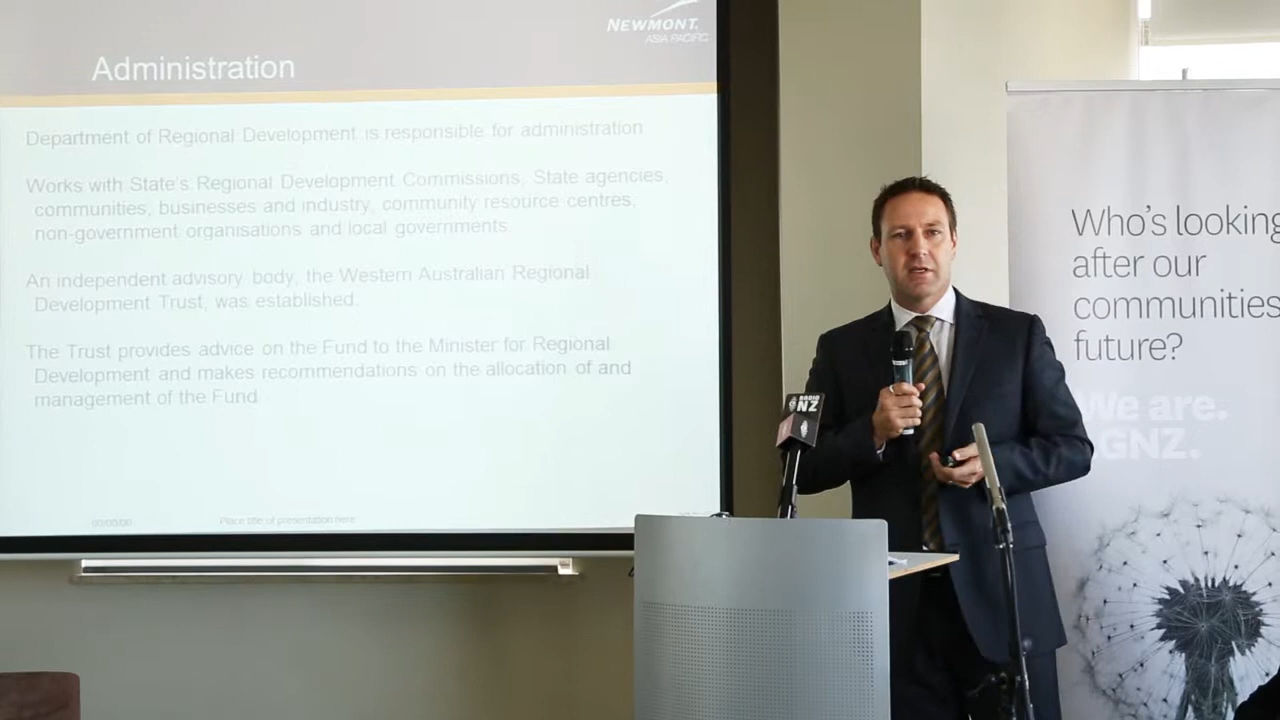 NEWMONT.
ASIA PACIFIC
Administration
Department of Regional Development is responsible for administration
Works with State's Regional Development Commissions, State agencies,
communities, businesses and industry, community resource centres,
non-government organisations and local governments
An independent advisory body, the Western Australian Regional
Development Trust, was established.
The Trust provides advice on the Fund to the Minister for Regional
Development and makes recommendations on the allocation of and
management of the Fund
00/00/00
Place title of presentation here
RADIO
NZ
Who's looking
after our
communities
future?
We are.
GNZ.